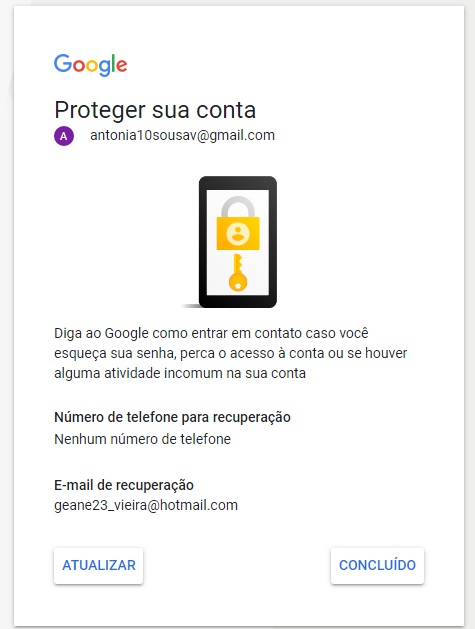 Google
Proteger sua conta
A antonia10sousav@gmail.com
Diga ao Google como entrar em contato caso você
esqueça sua senha, perca o acesso à conta ou se houver
alguma atividade incomum na sua conta
Número de telefone para recuperação
Nenhum número de telefone
E-mail de recuperação
geane23_vieira@hotmail.com
ATUALIZAR CONCLUÍDO